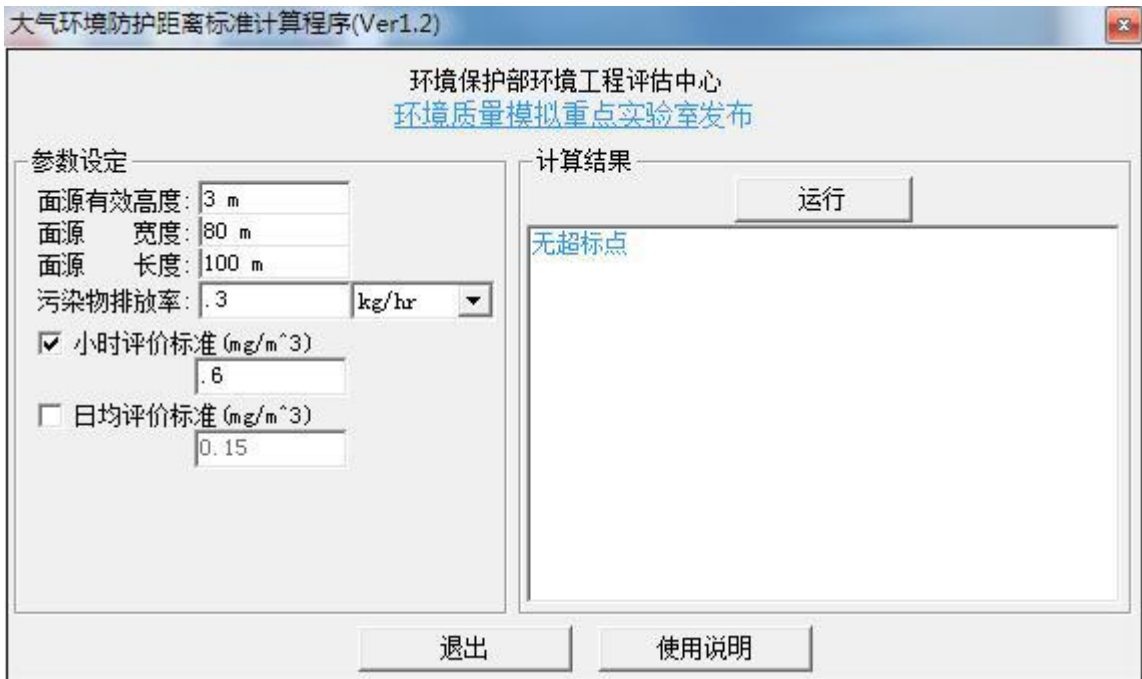 大气环境防护距离标准计算程序(Ver1.2)
环境保护部环境工程评估中心
环境质量模拟重点实验室发布
参数设定
面源有效高度: 3 m
面源 宽度: 80 m
面源 长度: 100 m
污染物排放率: .3 kg/hr
小时评价标准(mg/m^3)
.6
日均评价标准(mg/m^3)
0.15
计算结果
运行
无超标点
退出
使用说明